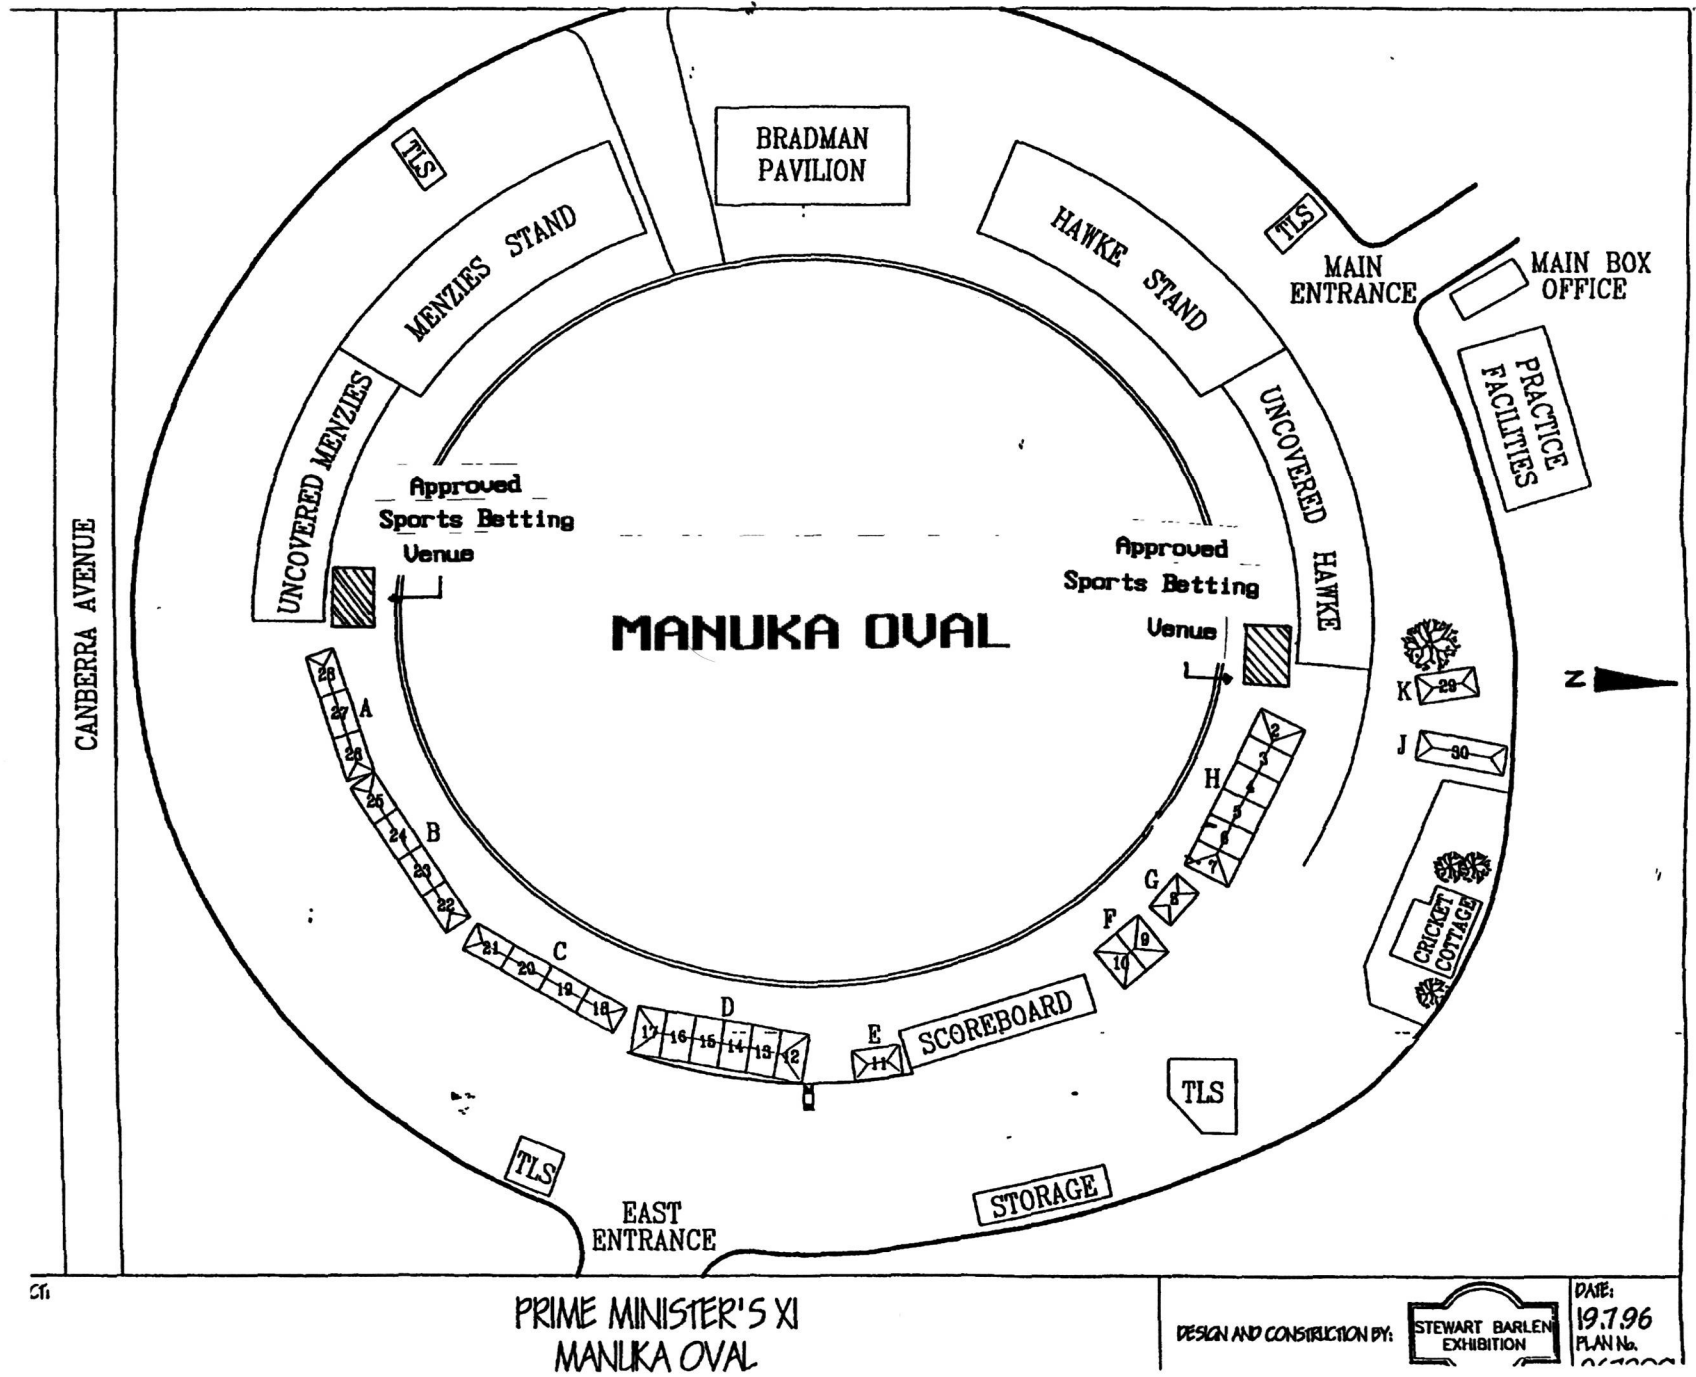 BRADMAN
PAVILION
TLS
MENZIES STAND
HAWKE STAND
TLS
MAIN
ENTRANCE
MAIN BOX
OFFICE
PRACTICE
FACILITIES
UNCOVERED MENZIES
UNCOVERED HAWKE
Approved
Sports Betting
Venue
Approved
Sports Betting
Venue
MANUKA OVAL
CANBERRA AVENUE
N
K
29
J
30
28
27
26
A
25
24
23
22
B
21
20
19
18
C
D
17
16
15
14
13
12
E
11
SCOREBOARD
F
9
10
G
8
H
2
3
4
5
6
7
CRICKET
COTTAGE
TLS
TLS
STORAGE
EAST
ENTRANCE
PRIME MINISTER'S XI
MANUKA OVAL
DESIGN AND CONSTRUCTION BY:
STEWART BARLEN
EXHIBITION
DATE:
19.7.96
PLAN No.